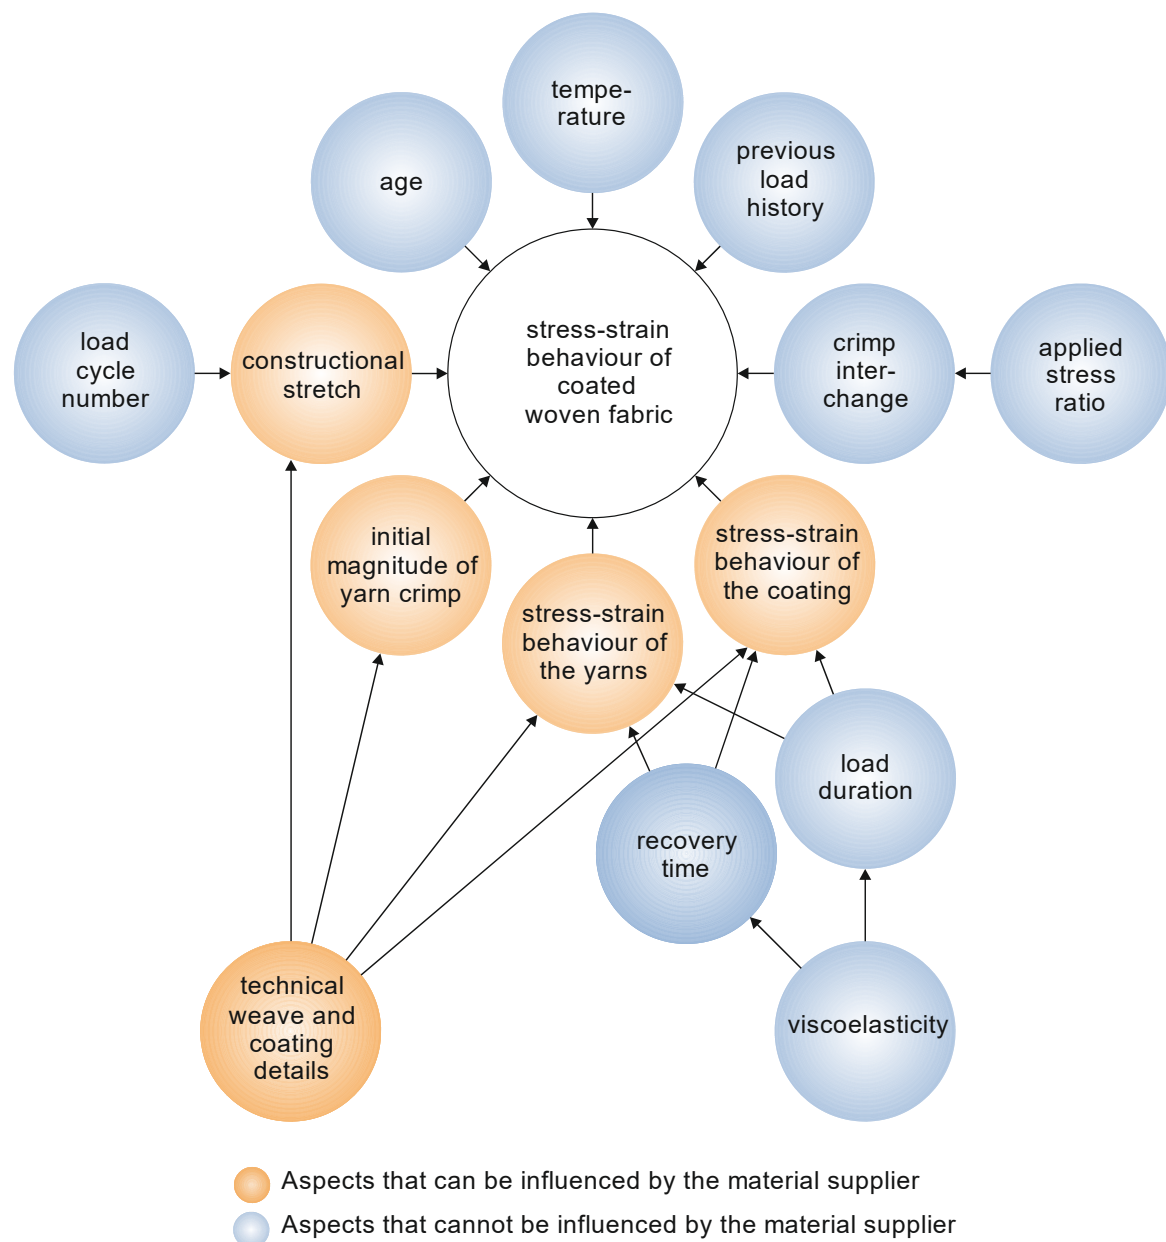 tempe-
rature
age
previous
load
history
load
cycle
number
constructional
stretch
stress-strain
behaviour of
coated
woven fabric
crimp
inter-
change
applied
stress
ratio
initial
magnitude of
yarn crimp
stress-strain
behaviour of
the yarns
stress-strain
behaviour of
the coating
load
duration
recovery
time
technical
weave and
coating
details
viscoelasticity
Aspects that can be influenced by the material supplier
Aspects that cannot be influenced by the material supplier